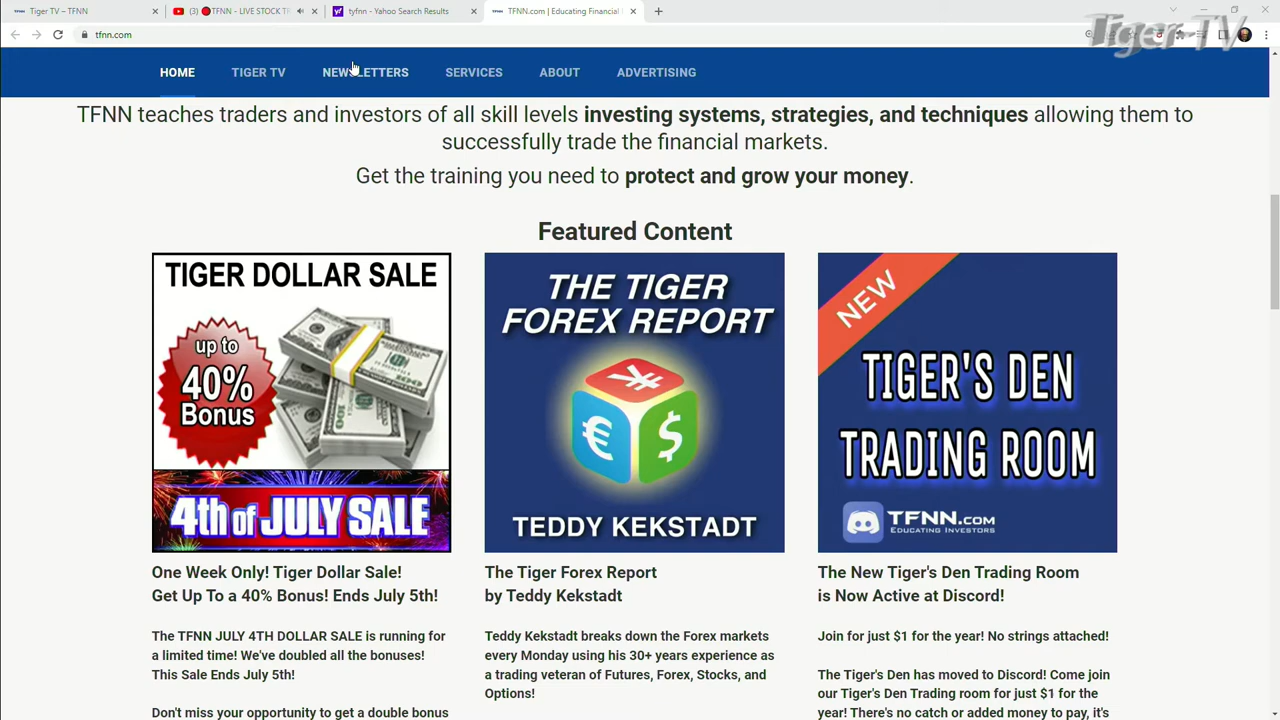 Tiger TV – TFNN
(3) 🔴TFNN - LIVE STOCK TR
tyfnn - Yahoo Search Results
TFNN.com | Educating Financial
Tiger TV
tfnn.com
HOME
TIGER TV
NEWSLETTERS
SERVICES
ABOUT
ADVERTISING
TFNN teaches traders and investors of all skill levels investing systems, strategies, and techniques allowing them to
successfully trade the financial markets.
Get the training you need to protect and grow your money.
Featured Content
TIGER DOLLAR SALE
up to
40%
Bonus
4th of JULY SALE
One Week Only! Tiger Dollar Sale!
Get Up To a 40% Bonus! Ends July 5th!
The TFNN JULY 4TH DOLLAR SALE is running for
a limited time! We've doubled all the bonuses!
This Sale Ends July 5th!
Don't miss your opportunity to get a double bonus
THE TIGER
FOREX REPORT
¥
€
$
TEDDY KEKSTADT
The Tiger Forex Report
by Teddy Kekstadt
Teddy Kekstadt breaks down the Forex markets
every Monday using his 30+ years experience as
a trading veteran of Futures, Forex, Stocks, and
Options!
NEW
TIGER'S DEN
TRADING ROOM
TFNN.COM
EDUCATING INVESTORS
The New Tiger's Den Trading Room
is Now Active at Discord!
Join for just $1 for the year! No strings attached!
The Tiger's Den has moved to Discord! Come join
our Tiger's Den Trading room for just $1 for the
year! There's no catch or added money to pay, it's